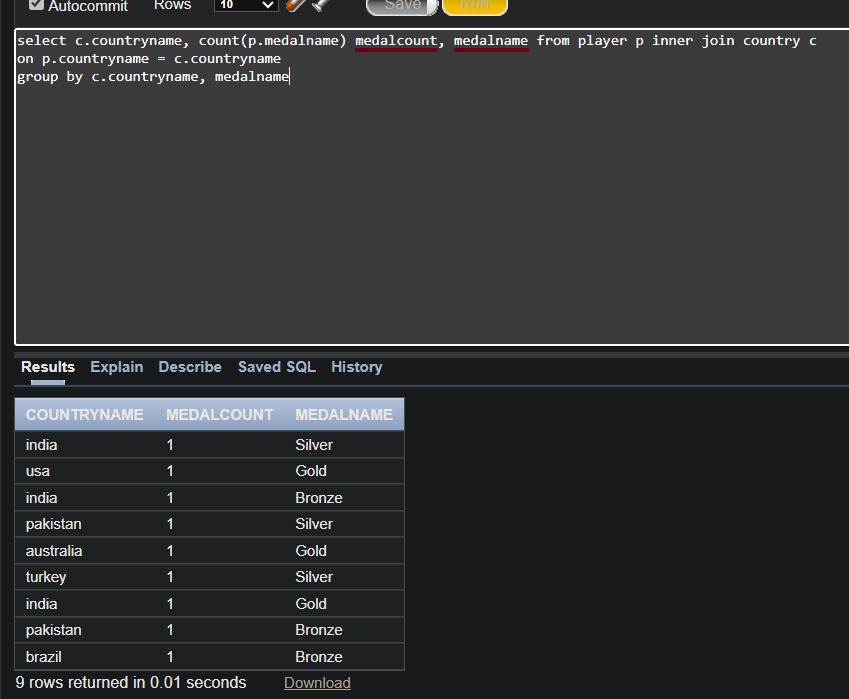 Autocommit Rows 10 Save Run
select c.countryname, count(p.medalname) medalcount, medalname from player p inner join country c
on p.countryname = c.countryname
group by c.countryname, medalname
Results Explain Describe Saved SQL History
COUNTRYNAME MEDALCOUNT MEDALNAME
india 1 Silver
usa 1 Gold
india 1 Bronze
pakistan 1 Silver
australia 1 Gold
turkey 1 Silver
india 1 Gold
pakistan 1 Bronze
brazil 1 Bronze
9 rows returned in 0.01 seconds Download